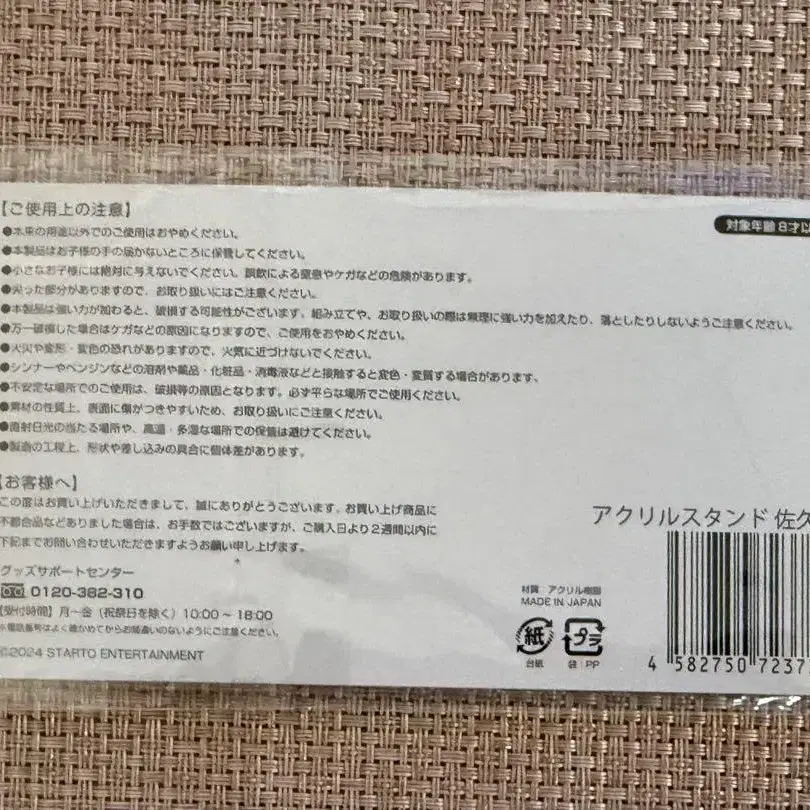 【ご使用上の注意】
対象年齢 8才以
●本来の用途以外でのご使用はおやめください。
●本製品はお子様の手の届かないところに保管してください。
●小さなお子様には絶対に与えないでください。誤飲による窒息やケガなどの危険があります。
●尖った部分がありますので、お取り扱いにはご注意ください。
●本製品は強い力が加わると、破損する可能性がございます。組み立てや、お取り扱いの際は無理に強い力を加えたり、落としたりしないようご注意ください。
●万一破損した場合はケガなどの原因になりますので、ご使用をおやめください。
●火災や変形・変色の恐れがありますので、火気に近づけないでください。
●シンナーやベンジンなどの溶剤や薬品・化粧品・消毒液などと接触すると変色・変質する場合があります。
●不安定な場所でのご使用は、破損等の原因となります。必ず平らな場所でご使用ください。
●素材の性質上、表面に傷がつきやすいため、お取り扱いにご注意ください。
●直射日光の当たる場所や、高温・多湿な場所での保管は避けてください。
●製造の工程上、形状や差し込みの具合に個体差があります。
【お客様へ】
この度はお買い上げいただきまして、誠にありがとうございます。お買い上げ商品に
不都合品などありました場合は、お手数ではございますが、ご購入日より2週間以内に
下記までお問い合わせいただきますようお願い申し上げます。
グッズサポートセンター
0120-382-310
【受付時間】月～金（祝祭日を除く）10:00～18:00
※電話番号はよく確かめてからお間違いのないようにご注意ください。
©2024 STARTO ENTERTAINMENT
アクリルスタンド 佐久
材質 アクリル樹脂
MADE IN JAPAN
紙
台紙
プラ
袋 PP
4 582750 7237